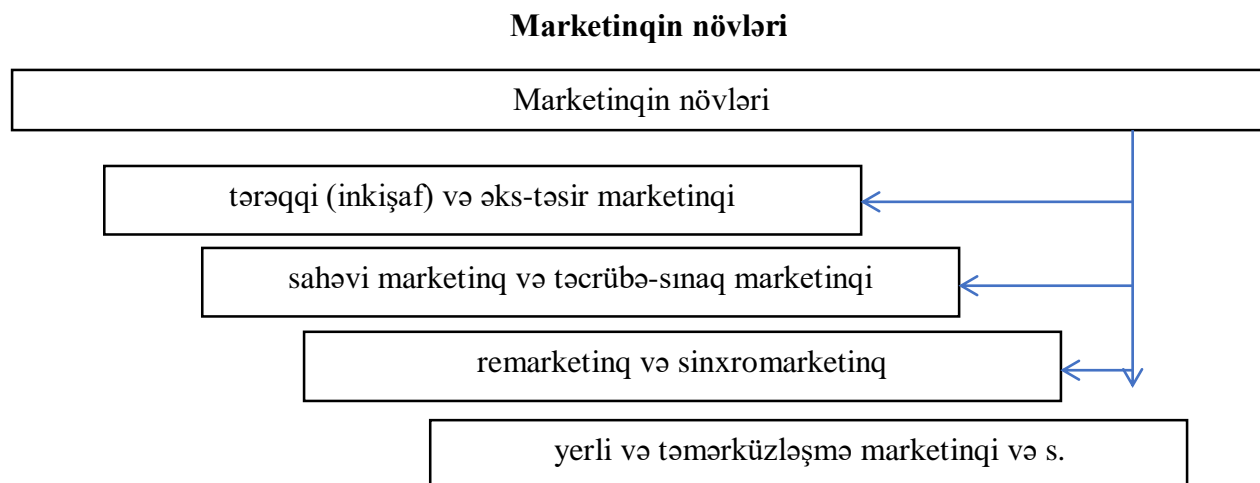 Marketinqin növləri
Marketinqin növləri
tərəqqi (inkişaf) və əks-təsir marketinqi
sahəvi marketinq və təcrübə-sınaq marketinqi
remarketinq və sinxromarketinq
yerli və təmərküzləşmə marketinqi və s.